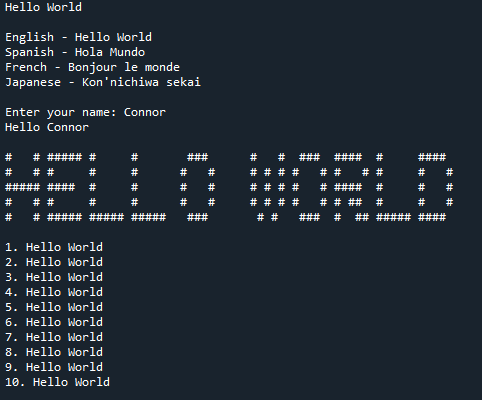 Hello World

English - Hello World
Spanish - Hola Mundo
French - Bonjour le monde
Japanese - Kon'nichiwa sekai

Enter your name: Connor
Hello Connor

#   # ##### #     #       ###      #   #  ###  ####  #     ####
#   # #     #     #      #   #     # # # #   # #   # #     #   #
##### ####  #     #      #   #     # # # #   # ####  #     #   #
#   # #     #     #      #   #     # # # #   # # ##  #     #   #
#   # ##### ##### #####   ###       # #   ###  #  ## ##### ####

1. Hello World
2. Hello World
3. Hello World
4. Hello World
5. Hello World
6. Hello World
7. Hello World
8. Hello World
9. Hello World
10. Hello World